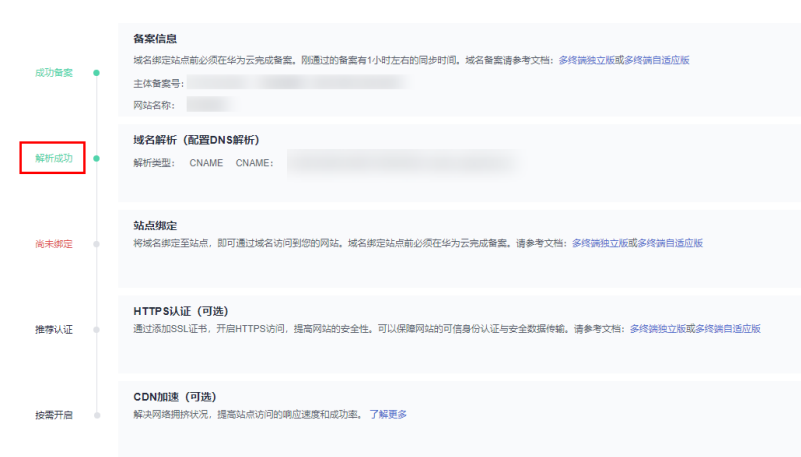 备案信息
域名绑定站点前必须在华为云完成备案。刚通过的备案有1小时左右的同步时间。域名备案请参考文档：多终端独立版或多终端自适应版
成功备案
主体备案号：
网站名称：
域名解析（配置DNS解析）
解析成功
解析类型： CNAME CNAME：
站点绑定
将域名绑定至站点，即可通过域名访问到您的网站。域名绑定站点前必须在华为云完成备案。请参考文档：多终端独立版或多终端自适应版
尚未绑定
HTTPS认证（可选）
通过添加SSL证书，开启HTTPS访问，提高网站的安全性。可以保障网站的可信身份认证与安全数据传输。请参考文档：多终端独立版或多终端自适应版
推荐认证
CDN加速（可选）
解决网络拥挤状况，提高站点访问的响应速度和成功率。 了解更多
按需开启